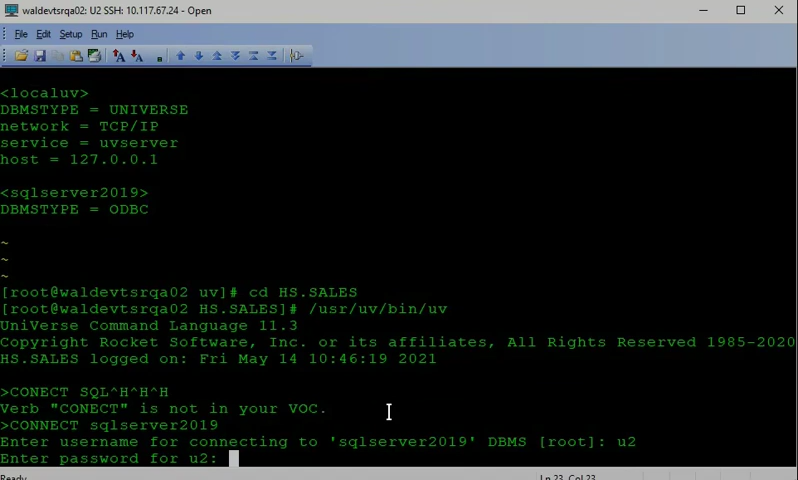 waldevtsrqa02: U2 SSH: 10.117.67.24 - Open
File Edit Setup Run Help
<localuv>
DBMSTYPE = UNIVERSE
network = TCP/IP
service = uvserver
host = 127.0.0.1
<sqlserver2019>
DBMSTYPE = ODBC
~
~
~
[root@waldevtsrqa02 uv]# cd HS.SALES
[root@waldevtsrqa02 HS.SALES]# /usr/uv/bin/uv
UniVerse Command Language 11.3
Copyright Rocket Software, Inc. or its affiliates, All Rights Reserved 1985-2020
HS.SALES logged on: Fri May 14 10:46:19 2021
>CONECT SQL^H^H^H
Verb "CONECT" is not in your VOC.
>CONNECT sqlserver2019
Enter username for connecting to 'sqlserver2019' DBMS [root]: u2
Enter password for u2:
Ready Ln 23, Col 23